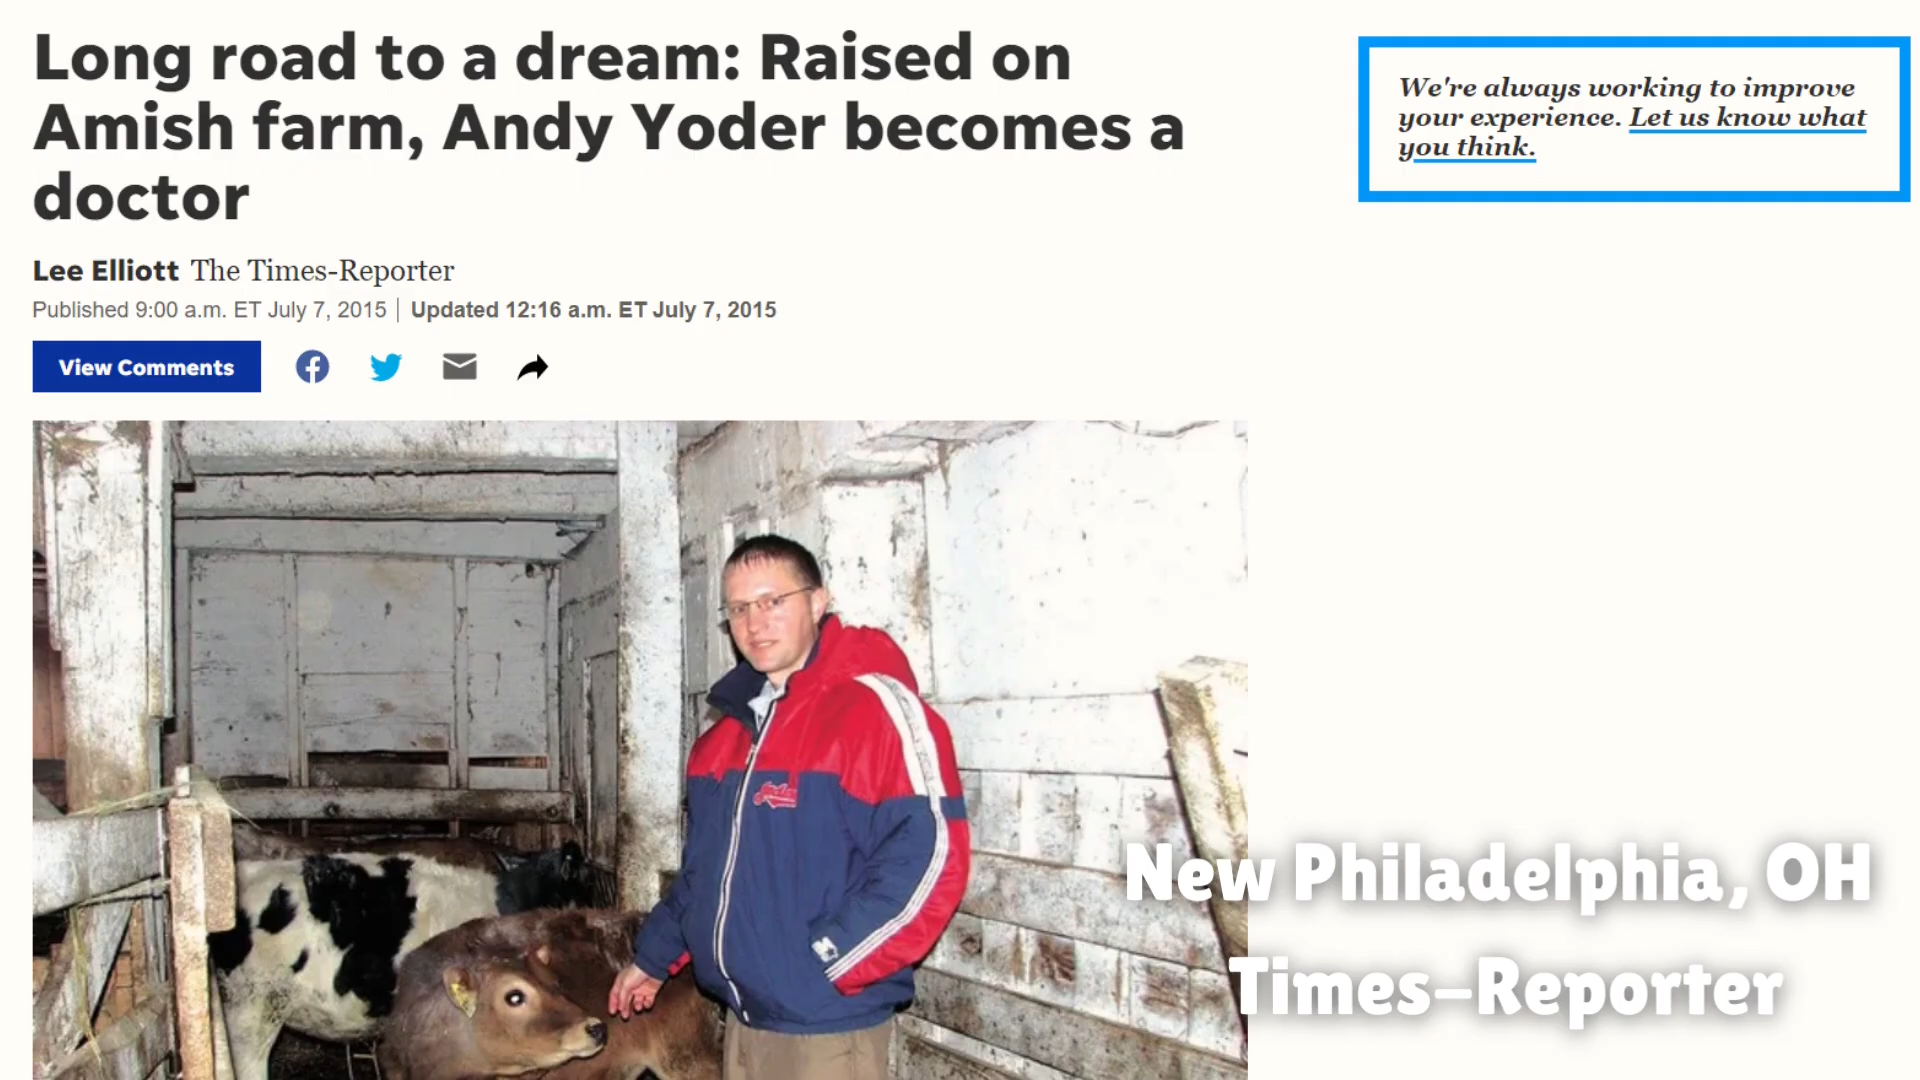 Long road to a dream: Raised on
Amish farm, Andy Yoder becomes a
doctor
We're always working to improve
your experience. Let us know what
you think.
Lee Elliott The Times-Reporter
Published 9:00 a.m. ET July 7, 2015 | Updated 12:16 a.m. ET July 7, 2015
View Comments
New Philadelphia, OH
Times-Reporter